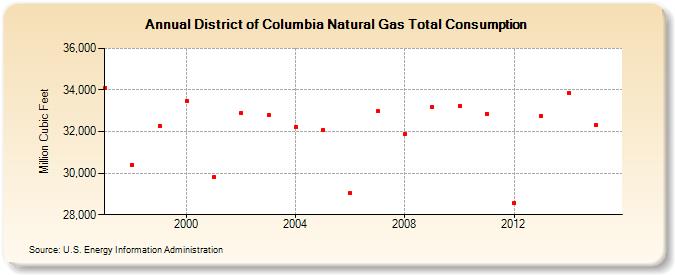 Annual District of Columbia Natural Gas Total Consumption
Million Cubic Feet
36,000
34,000
32,000
30,000
28,000
2000 2004 2008 2012
Source: U.S. Energy Information Administration